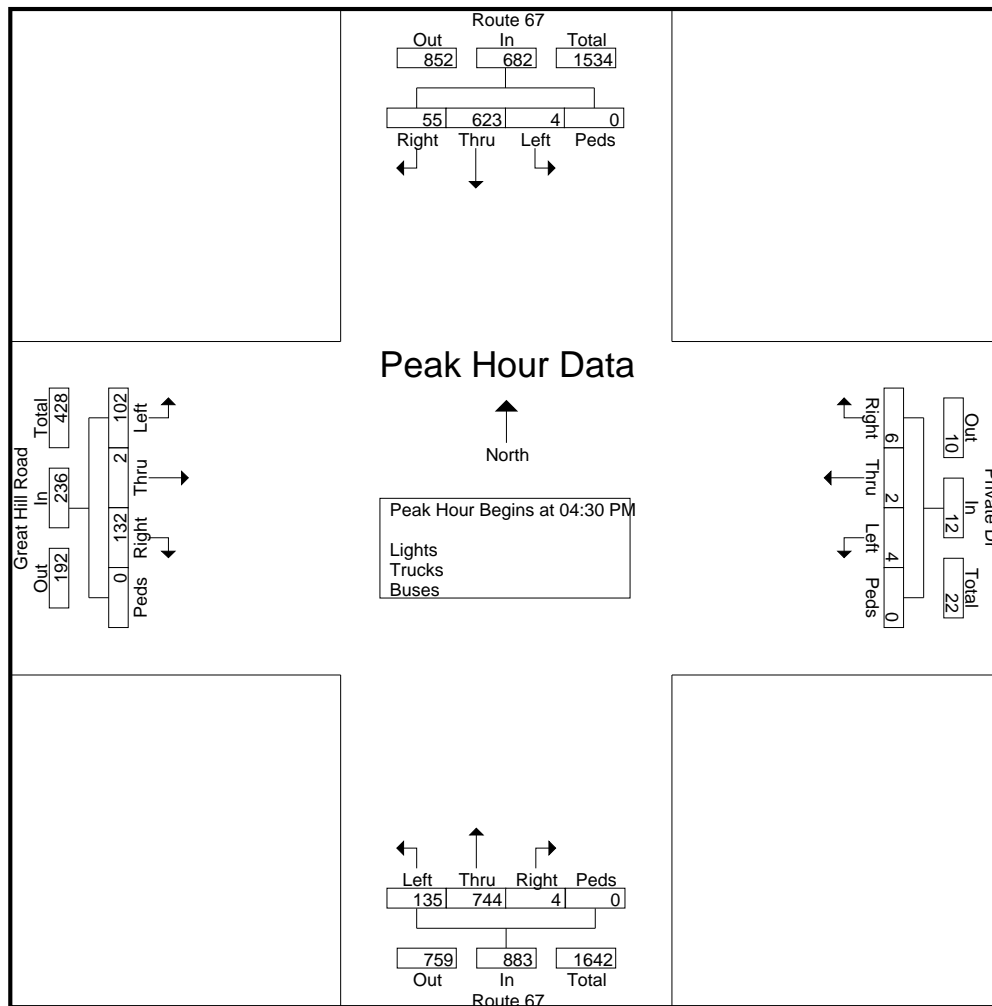 Route 67
Out In Total
852 682 1534
55 623 4 0
Right Thru Left Peds
Peak Hour Data
North
Peak Hour Begins at 04:30 PM
Lights
Trucks
Buses
Great Hill Road
Out In Total
192 236 428
0 132 2 102
Peds Right Thru Left
Private Dr
Out In Total
10 12 22
6 2 4 0
Right Thru Left Peds
Left Thru Right Peds
135 744 4 0
759 883 1642
Out In Total
Route 67